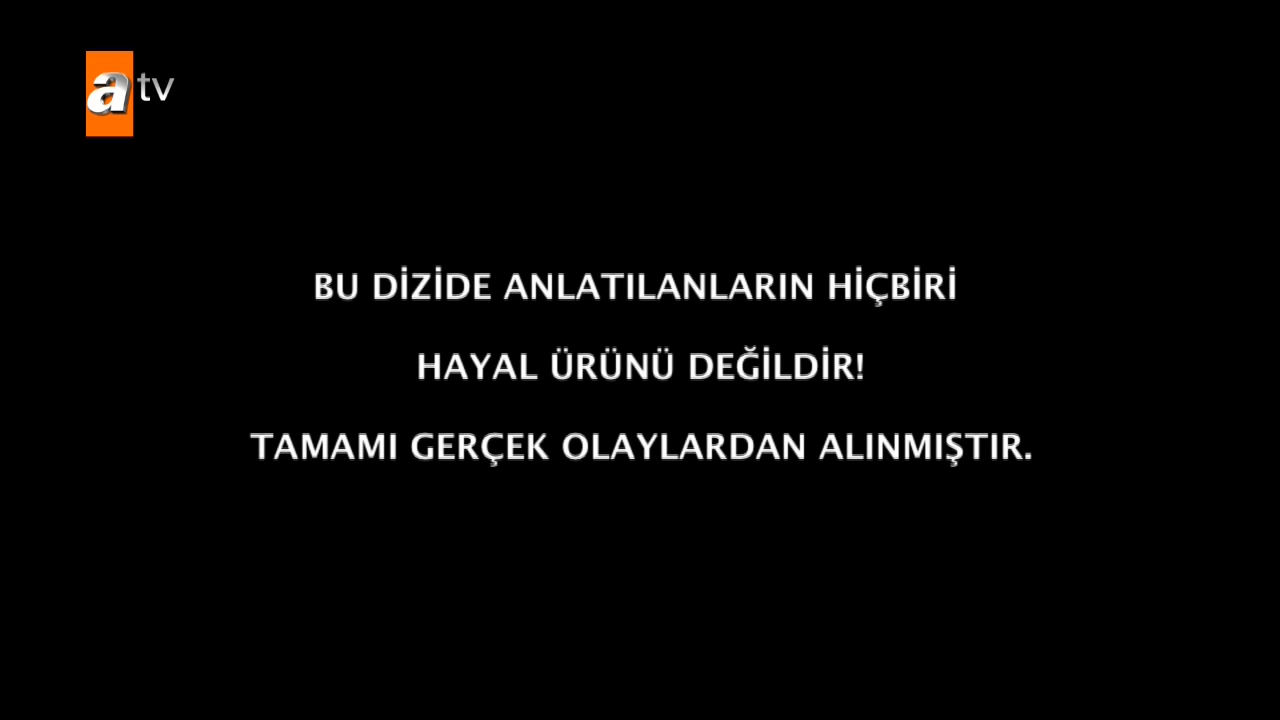 atv
BU DİZİDE ANLATILANLARIN HİÇBİRİ
HAYAL ÜRÜNÜ DEĞİLDİR!
TAMAMI GERÇEK OLAYLARDAN ALINMIŞTIR.